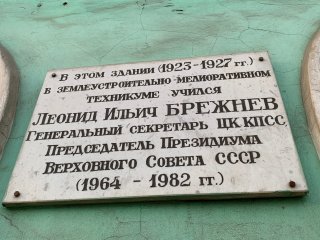 В этом здании (1923-1927 гг.)
в землеустроительно-мелиоративном
техникуме учился
Леонид Ильич БРЕЖНЕВ
Генеральный секретарь ЦК КПСС,
Председатель Президиума
Верховного Совета СССР
(1964 - 1982 гг.)